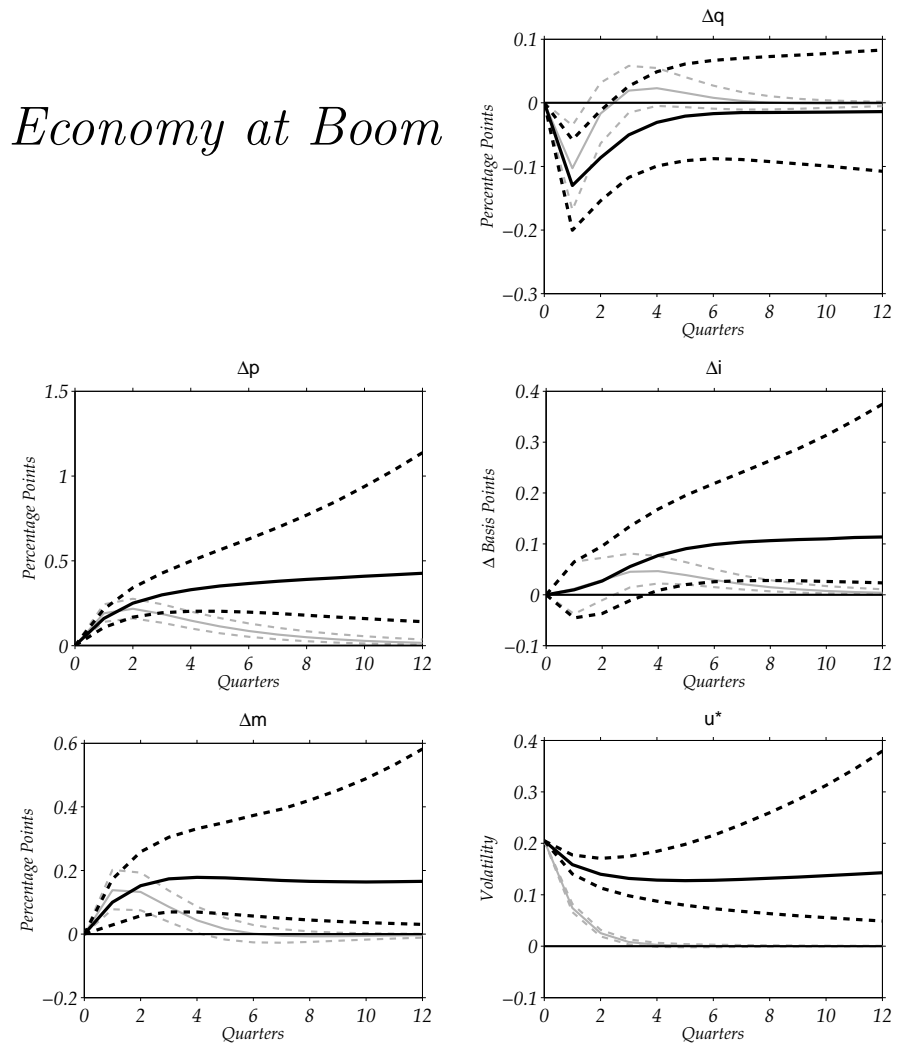 Δq
Economy at Boom
0.1
0
−0.1
−0.2
−0.3
Percentage Points
0 2 4 6 8 10 12
Quarters
Δp
1.5
1
0.5
0
Percentage Points
0 2 4 6 8 10 12
Quarters
Δi
0.4
0.3
0.2
0.1
0
−0.1
Δ Basis Points
0 2 4 6 8 10 12
Quarters
Δm
0.6
0.4
0.2
0
−0.2
Percentage Points
0 2 4 6 8 10 12
Quarters
u*
0.4
0.3
0.2
0.1
0
−0.1
Volatility
0 2 4 6 8 10 12
Quarters